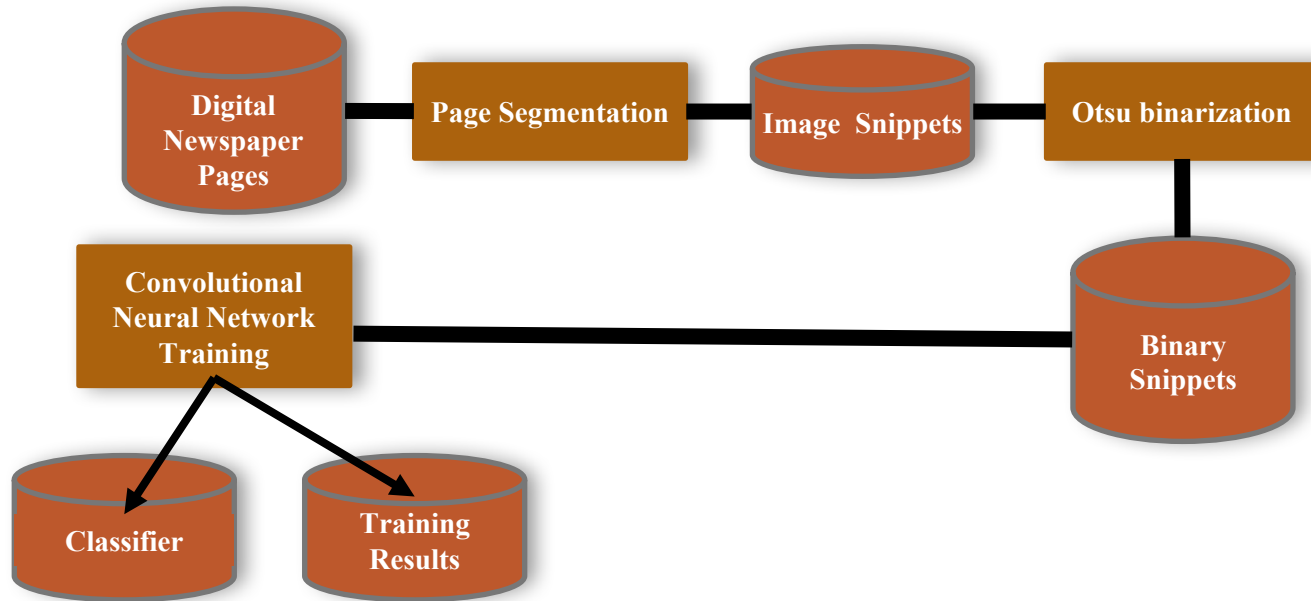 Digital
Newspaper
Pages
Page Segmentation
Image Snippets
Otsu binarization
Convolutional
Neural Network
Training
Binary
Snippets
Classifier
Training
Results